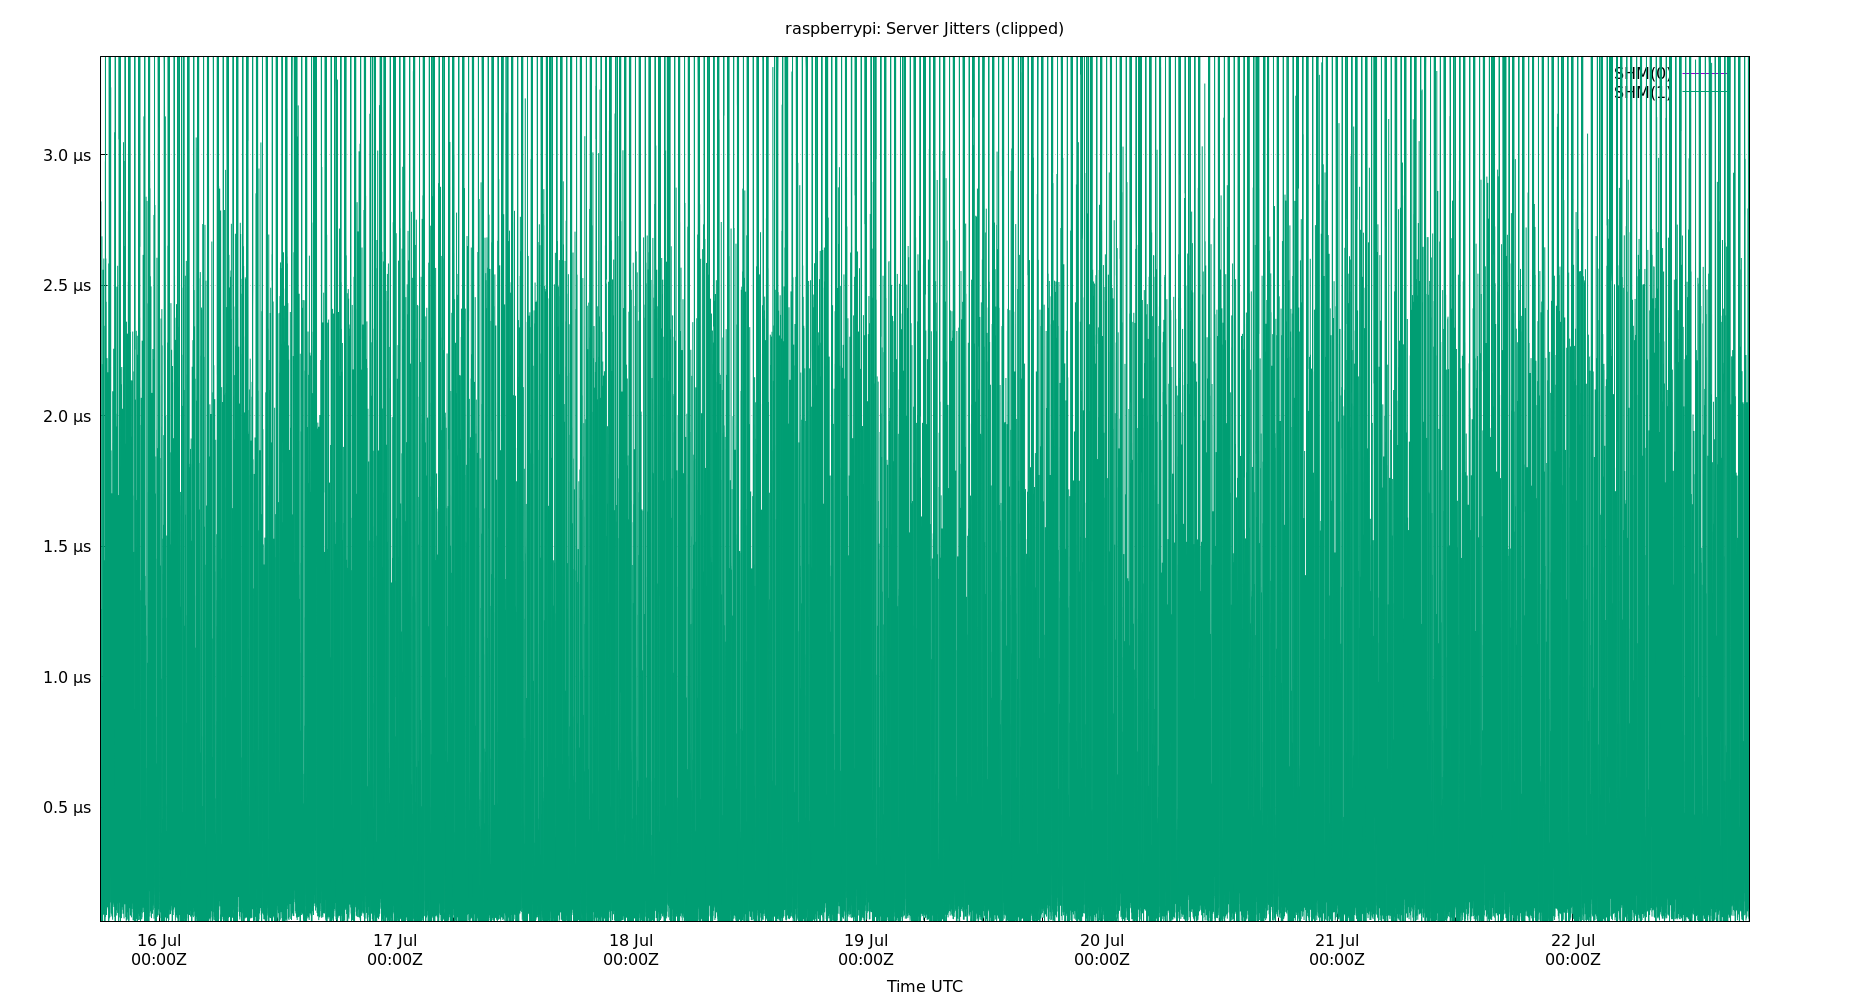 raspberrypi: Server Jitters (clipped)
SHM(0)
SHM(1)
3.0 µs
2.5 µs
2.0 µs
1.5 µs
1.0 µs
0.5 µs
16 Jul 17 Jul 18 Jul 19 Jul 20 Jul 21 Jul 22 Jul
00:00Z 00:00Z 00:00Z 00:00Z 00:00Z 00:00Z 00:00Z
Time UTC